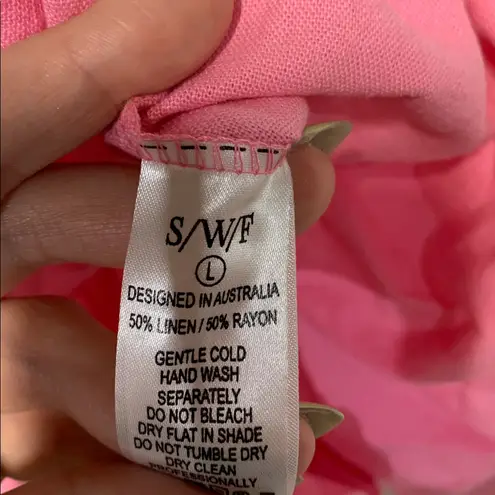 S/W/F
L
DESIGNED IN AUSTRALIA
50% LINEN / 50% RAYON
GENTLE COLD
HAND WASH
SEPARATELY
DO NOT BLEACH
DRY FLAT IN SHADE
DO NOT TUMBLE DRY
DRY CLEAN
PROFESSIONALLY